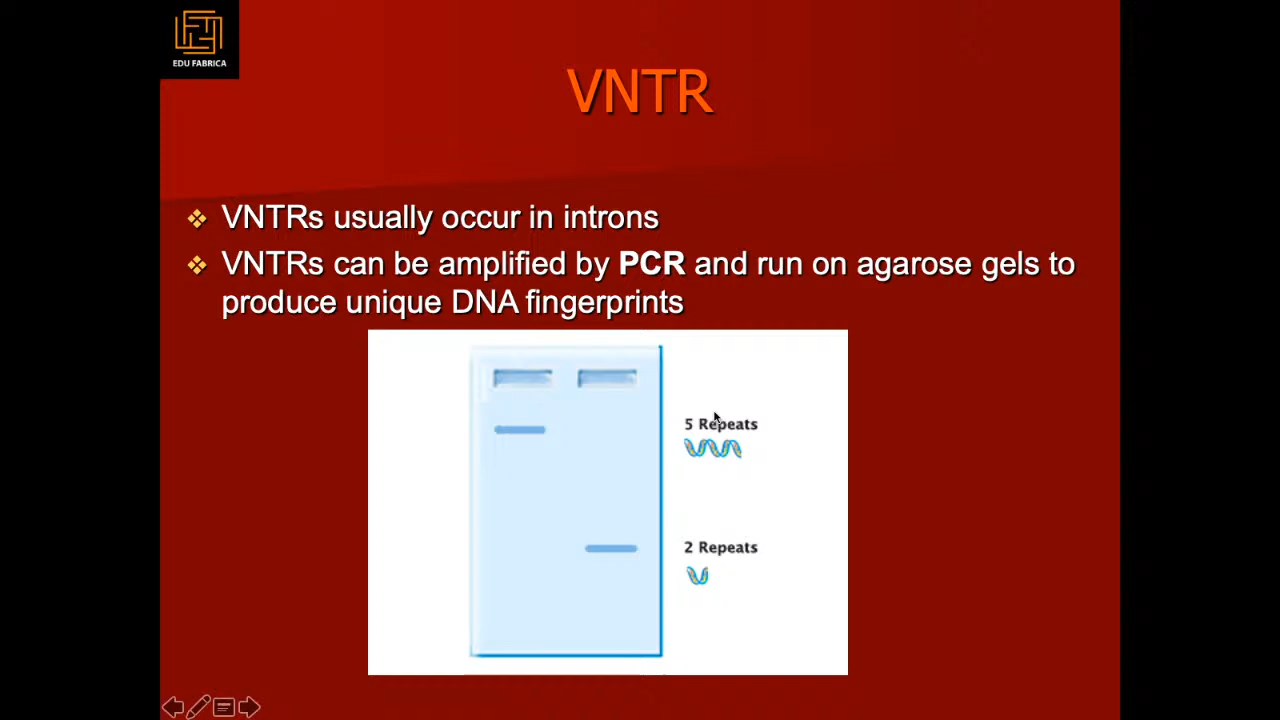 EDU FABRICA
VNTR
VNTRs usually occur in introns
VNTRs can be amplified by PCR and run on agarose gels to
produce unique DNA fingerprints
5 Repeats
2 Repeats